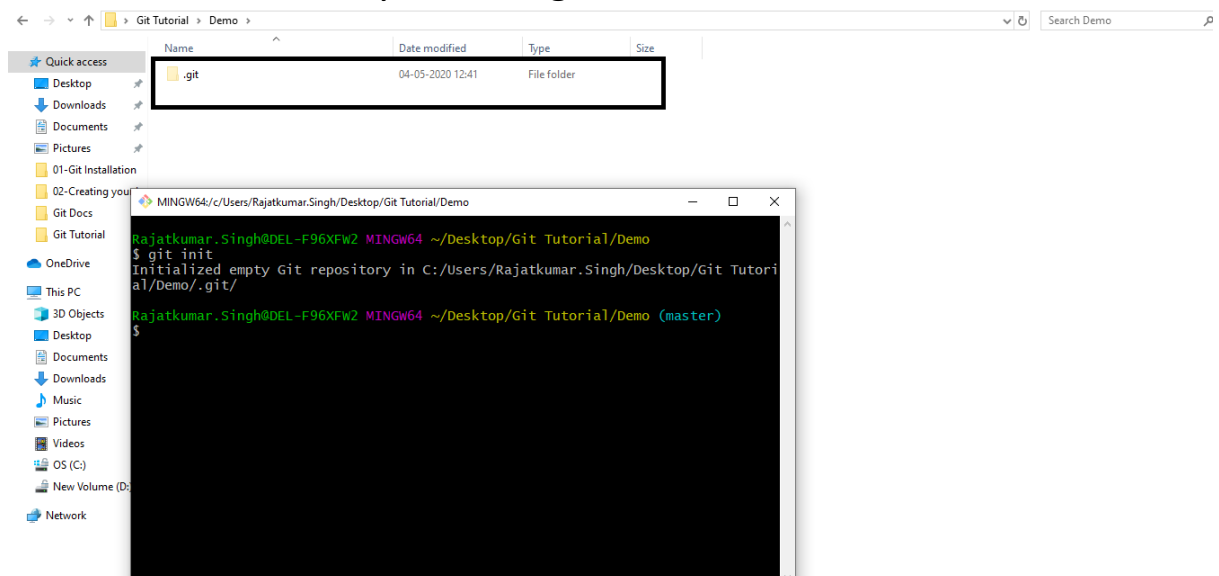 Git Tutorial > Demo >
Search Demo
Name Date modified Type Size
Quick access
.git 04-05-2020 12:41 File folder
Desktop
Downloads
Documents
Pictures
01-Git Installation
02-Creating your
Git Docs
Git Tutorial
OneDrive
This PC
3D Objects
Desktop
Documents
Downloads
Music
Pictures
Videos
OS (C:)
New Volume (D:)
Network
MINGW64:/c/Users/Rajatkumar.Singh/Desktop/Git Tutorial/Demo
Rajatkumar.Singh@DEL-F96XFW2 MINGW64 ~/Desktop/Git Tutorial/Demo
$ git init
Initialized empty Git repository in C:/Users/Rajatkumar.Singh/Desktop/Git Tutori
al/Demo/.git/
Rajatkumar.Singh@DEL-F96XFW2 MINGW64 ~/Desktop/Git Tutorial/Demo (master)
$